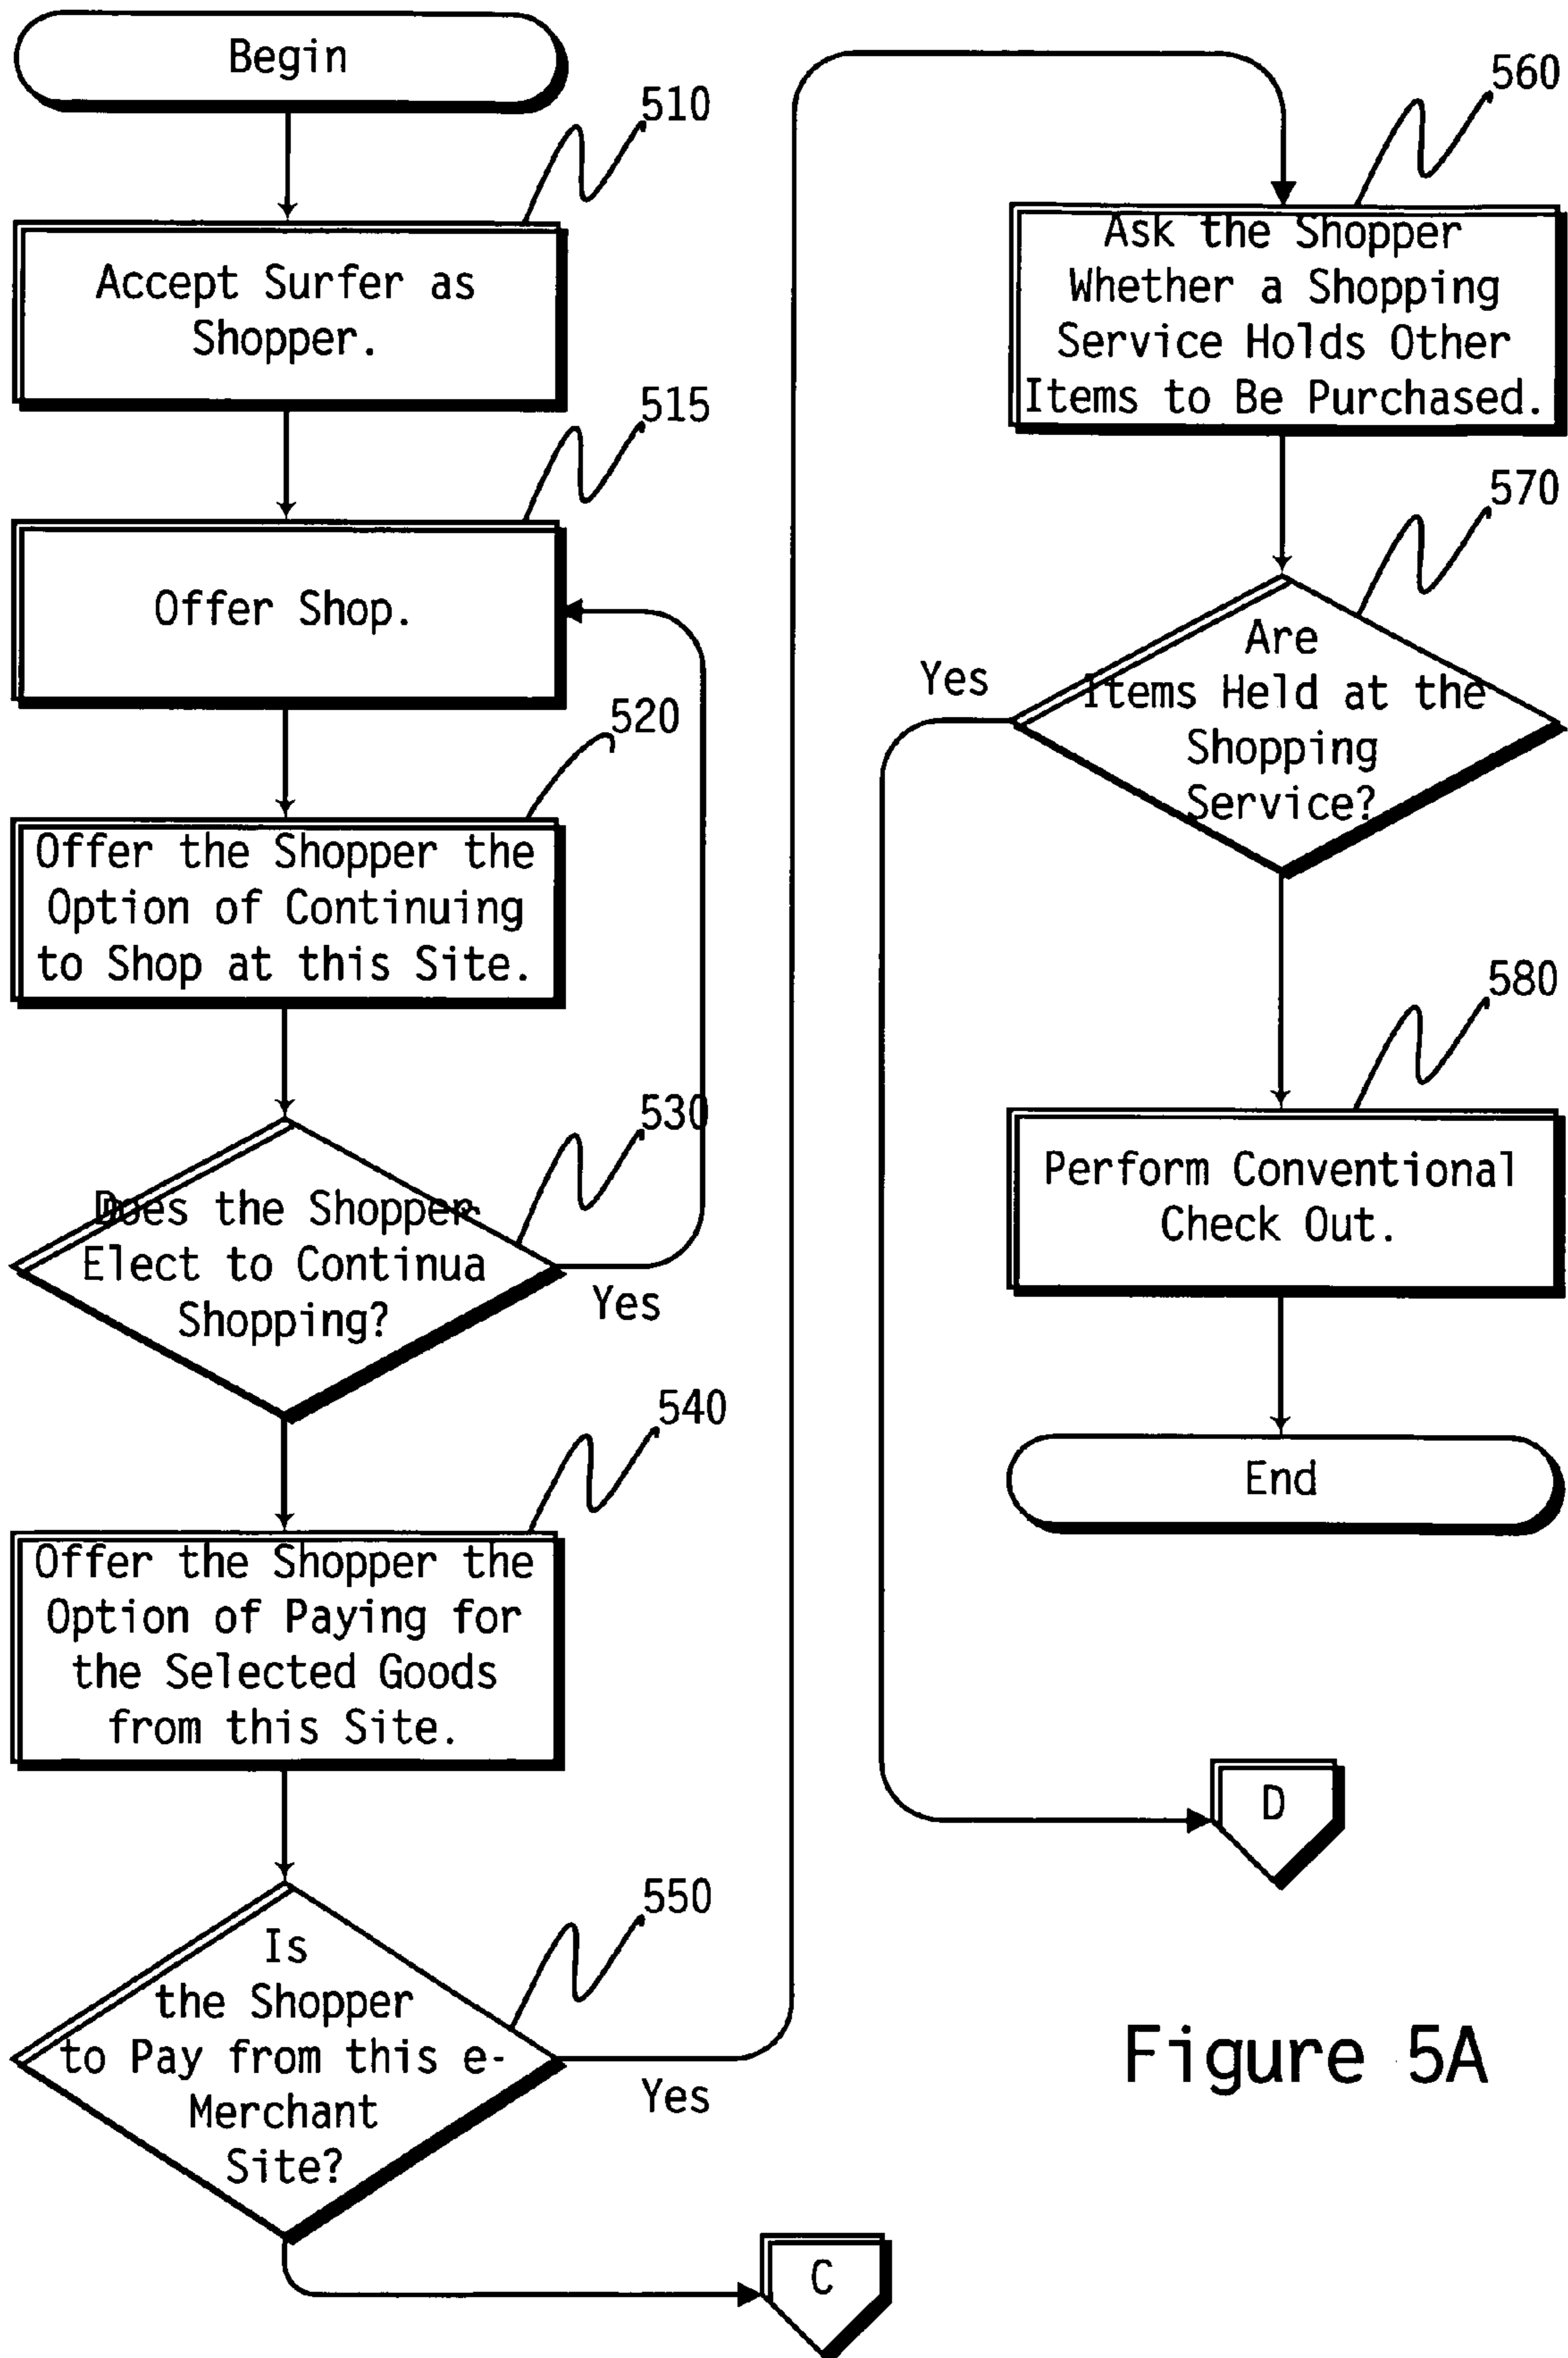 Begin
510
Accept Surfer as
Shopper.
515
Offer Shop.
520
Offer the Shopper the
Option of Continuing
to Shop at this Site.
530
Does the Shopper
Elect to Continua
Shopping?
Yes
540
Offer the Shopper the
Option of Paying for
the Selected Goods
from this Site.
550
Is
the Shopper
to Pay from this e-
Merchant
Site?
Yes
C
560
Ask the Shopper
Whether a Shopping
Service Holds Other
Items to Be Purchased.
570
Are
Items Held at the
Shopping
Service?
Yes
580
Perform Conventional
Check Out.
End
D
Figure 5A